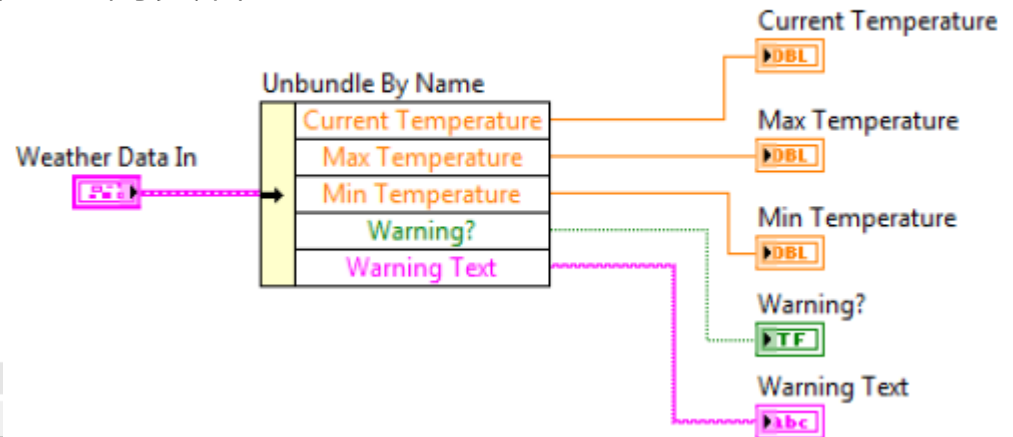 Current Temperature
DBL
Unbundle By Name
Current Temperature
Max Temperature
DBL
Weather Data In
Max Temperature
Min Temperature
Min Temperature
DBL
Warning?
Warning Text
Warning?
TF
Warning Text
abc